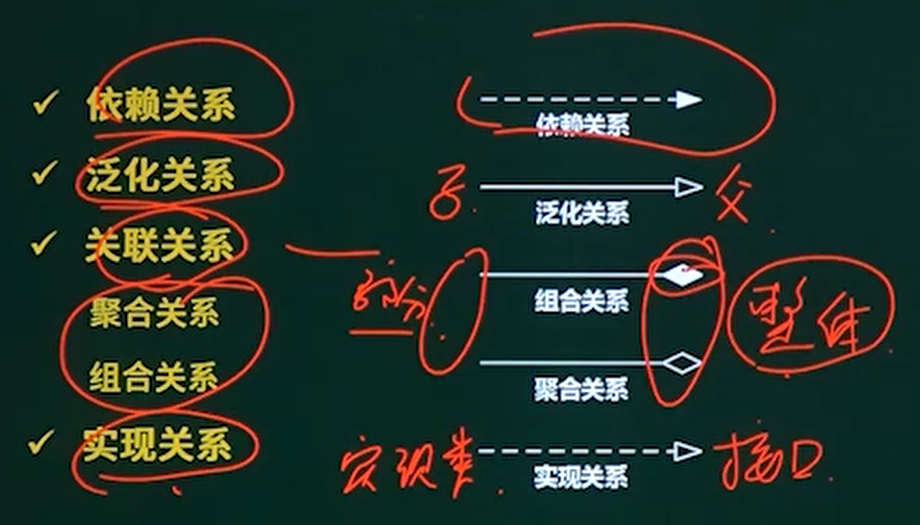 ✓ 依赖关系
依赖关系
✓ 泛化关系
子 父
泛化关系
✓ 关联关系
部分 整体
组合关系
聚合关系
组合关系
聚合关系
✓ 实现关系
实现类 接口
实现关系